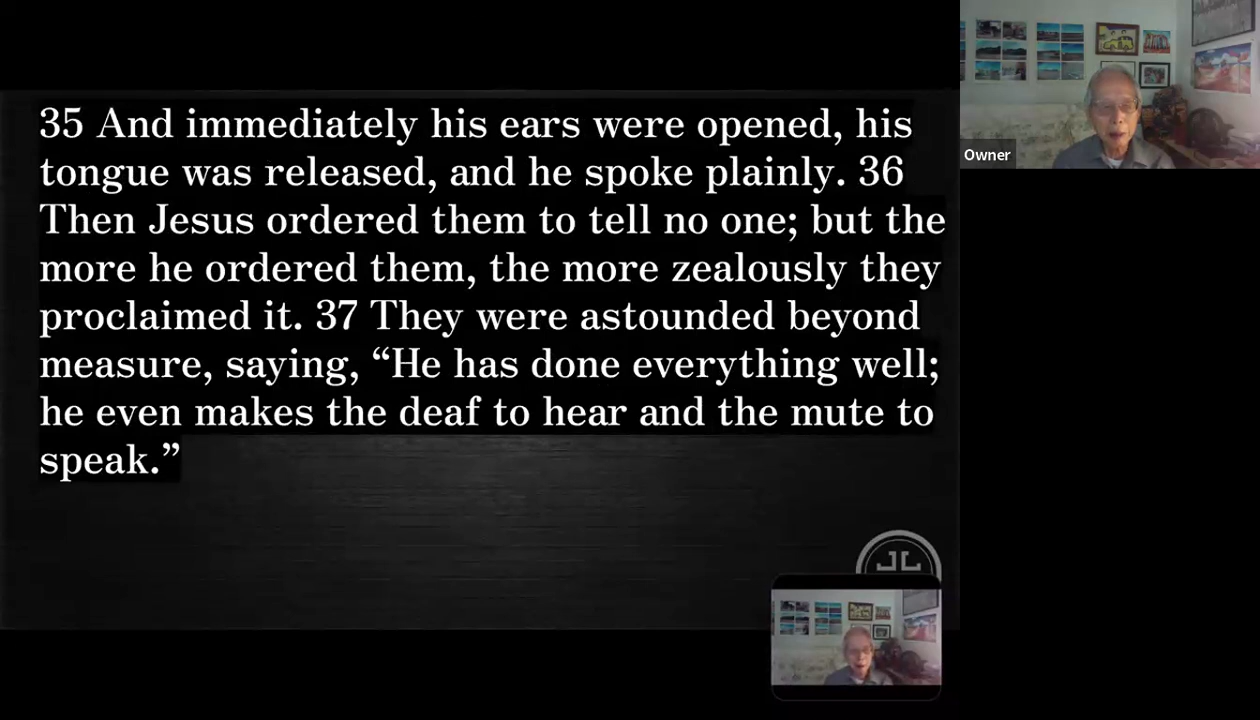 35 And immediately his ears were opened, his
tongue was released, and he spoke plainly. 36
Then Jesus ordered them to tell no one; but the
more he ordered them, the more zealously they
proclaimed it. 37 They were astounded beyond
measure, saying, “He has done everything well;
he even makes the deaf to hear and the mute to
speak.”
Owner